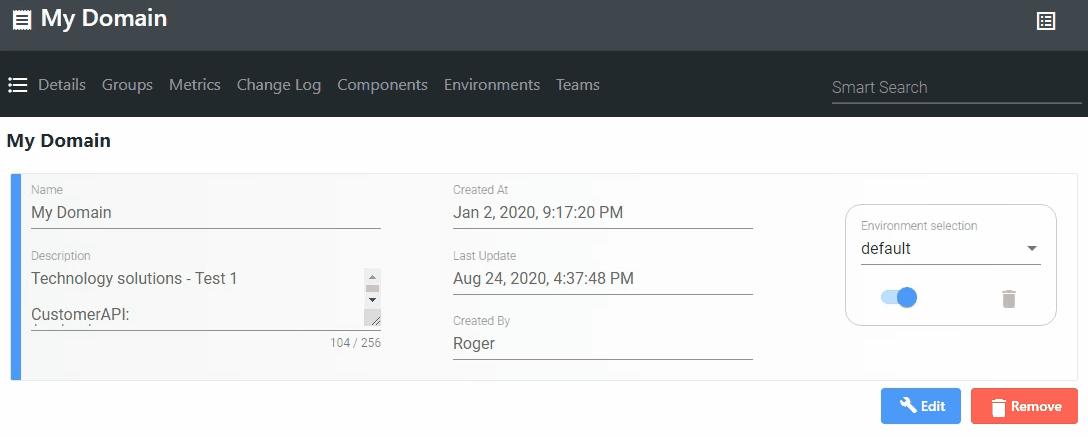 My Domain
Details Groups Metrics Change Log Components Environments Teams
Smart Search
My Domain
Name
My Domain
Description
Technology solutions - Test 1
CustomerAPI:
104 / 256
Created At
Jan 2, 2020, 9:17:20 PM
Last Update
Aug 24, 2020, 4:37:48 PM
Created By
Roger
Environment selection
default
Edit
Remove